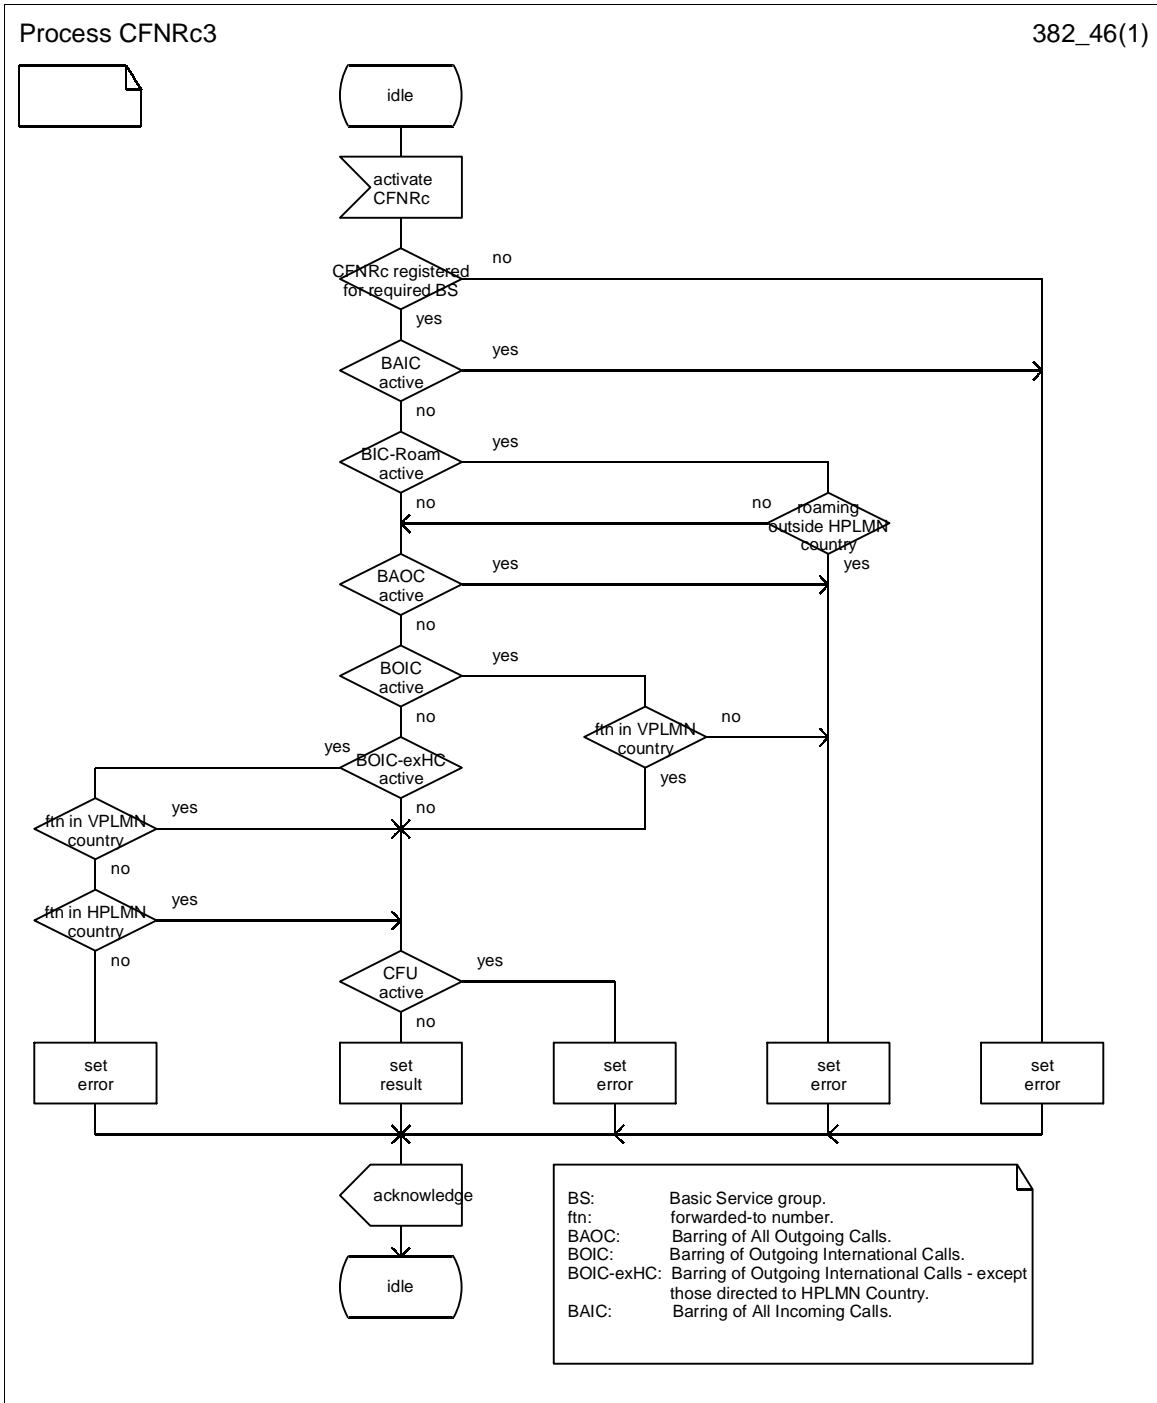 Process CFNRc3
382_46(1)
idle
activate
CFNRc
CFNRc registered
for required BS
no
yes
BAIC
active
yes
no
BIC-Roam
active
yes
no
no
roaming
outside HPLMN
country
yes
BAOC
active
yes
no
BOIC
active
yes
no
ftn in VPLMN
country
no
yes
yes
BOIC-exHC
active
no
ftn in VPLMN
country
yes
no
ftn in HPLMN
country
yes
no
CFU
active
yes
no
set
error
set
result
set
error
set
error
set
error
acknowledge
idle
BS: Basic Service group.
ftn: forwarded-to number.
BAOC: Barring of All Outgoing Calls.
BOIC: Barring of Outgoing International Calls.
BOIC-exHC: Barring of Outgoing International Calls - except
those directed to HPLMN Country.
BAIC: Barring of All Incoming Calls.